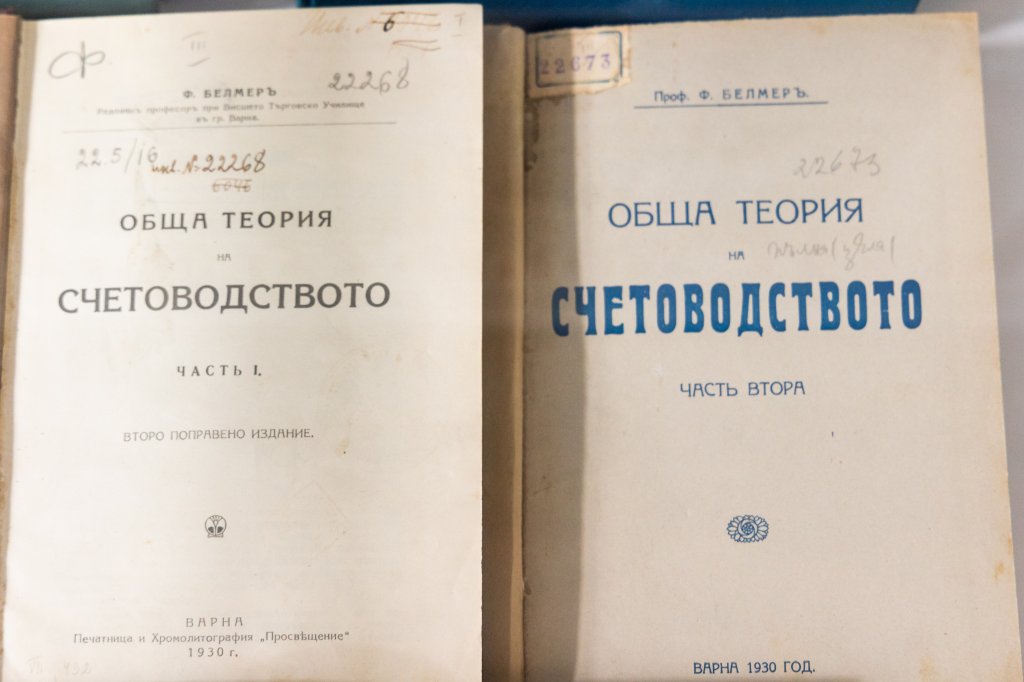 Ф
III
6
I
22268
Ф. БЕЛМЕРЪ
Редовенъ професоръ при Висшето Търговско Училище
въ гр. Варна.
22.5/16
инв. № 22268
ОБЩА ТЕОРИЯ
НА
СЧЕТОВОДСТВОТО
ЧАСТЬ I.
ВТОРО ПОПРАВЕНО ИЗДАНИЕ.
ВАРНА
Печатница и Хромолитография „Просвѣщение“
1930 г.
22673
Проф. Ф. БЕЛМЕРЪ.
22673
ОБЩА ТЕОРИЯ
НА
СЧЕТОВОДСТВОТО
ЧАСТЬ ВТОРА
ВАРНА 1930 ГОД.